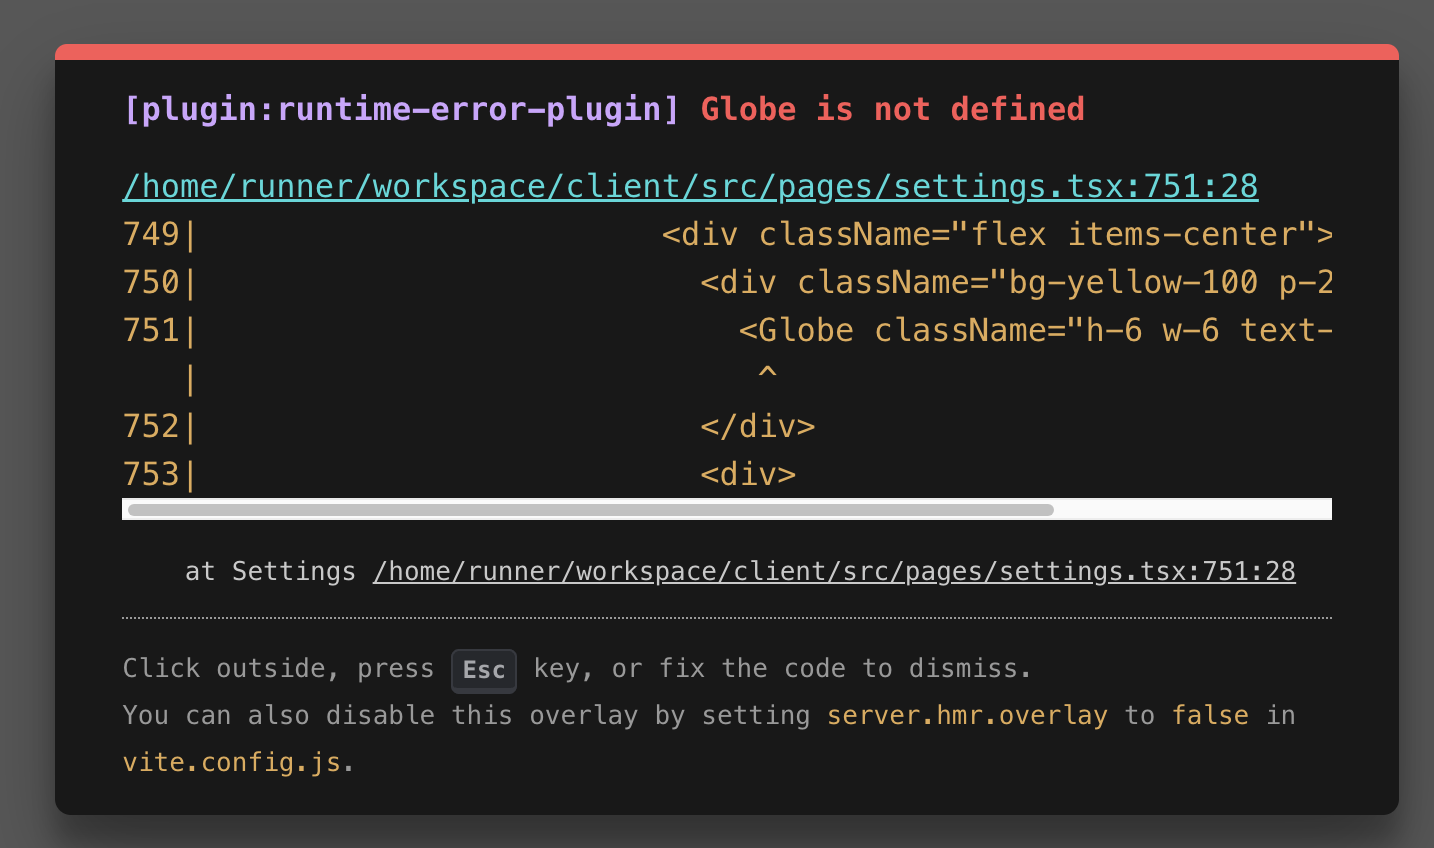 [plugin:runtime-error-plugin] Globe is not defined
/home/runner/workspace/client/src/pages/settings.tsx:751:28
749|                        <div className="flex items-center">
750|                          <div className="bg-yellow-100 p-2
751|                            <Globe className="h-6 w-6 text-
   |                             ^
752|                          </div>
753|                          <div>
at Settings /home/runner/workspace/client/src/pages/settings.tsx:751:28
Click outside, press Esc key, or fix the code to dismiss.
You can also disable this overlay by setting server.hmr.overlay to false in
vite.config.js.